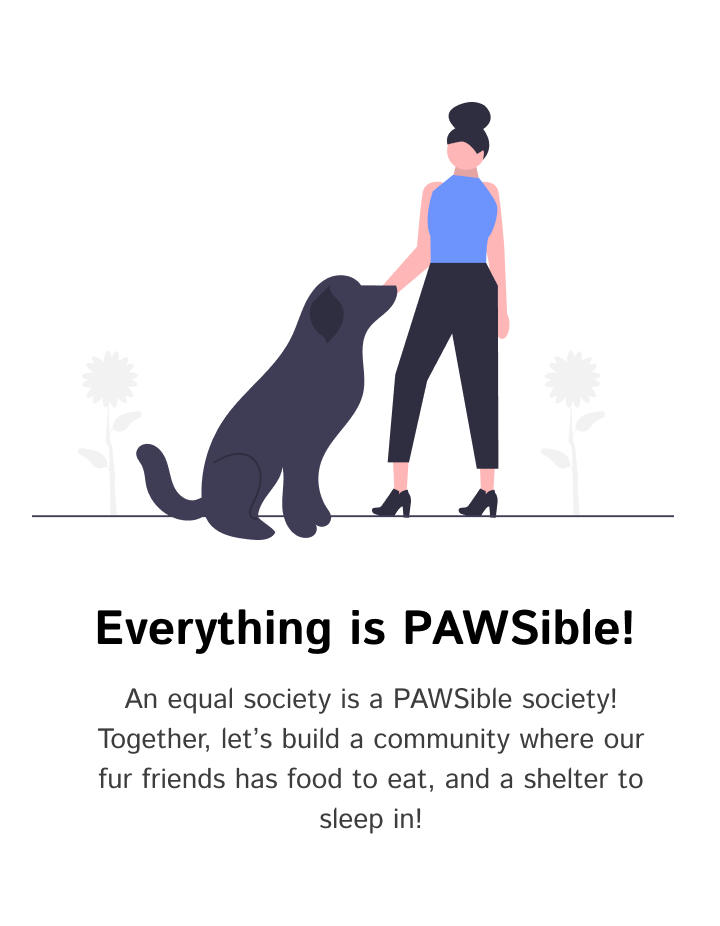 Everything is PAWSible!
An equal society is a PAWSible society!
Together, let’s build a community where our
fur friends has food to eat, and a shelter to
sleep in!